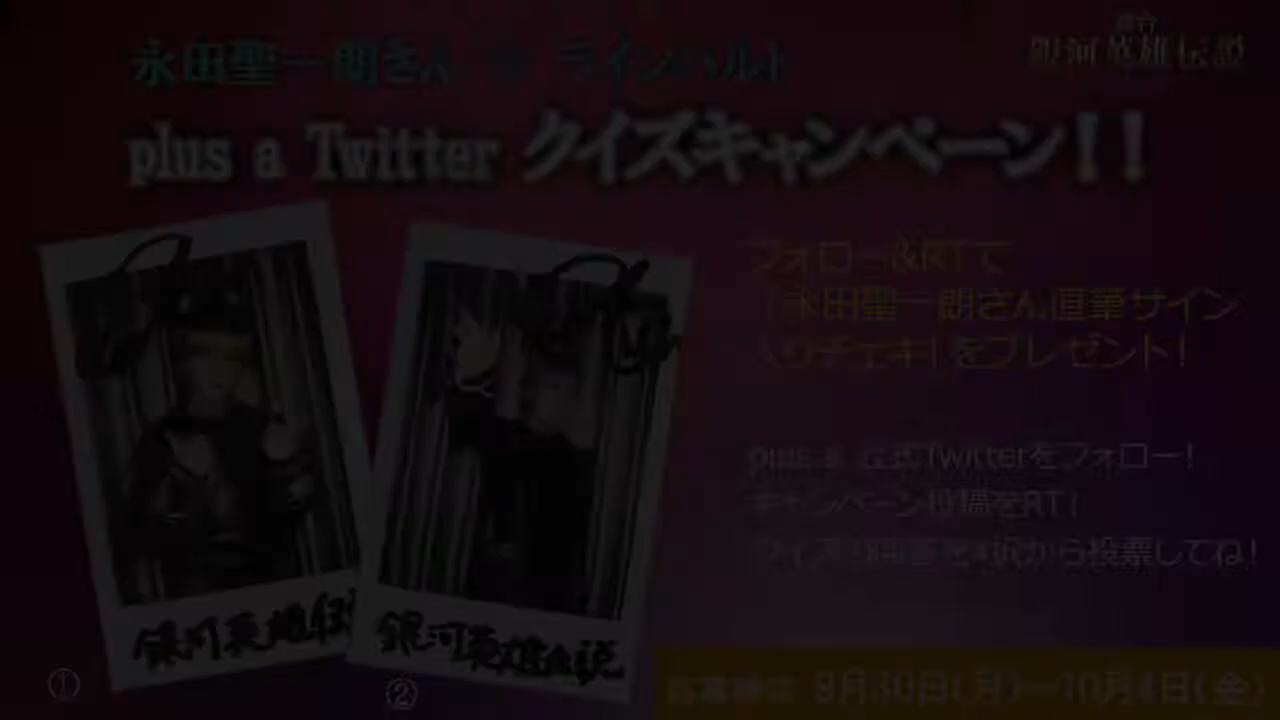 舞台
銀河英雄伝説
永田聖一朗さん ラインハルト
plus a Twitter クイズキャンペーン!!
フォロー&RTで
「永田聖一朗さん直筆サイン
入りチェキ」をプレゼント!
plus a 公式Twitterをフォロー!
キャンペーン投稿をRT!
クイズの回答を4択から投票してね!
銀河英雄伝説
銀河英雄伝説
①
②
9月30日(月)ー10月4日(金)